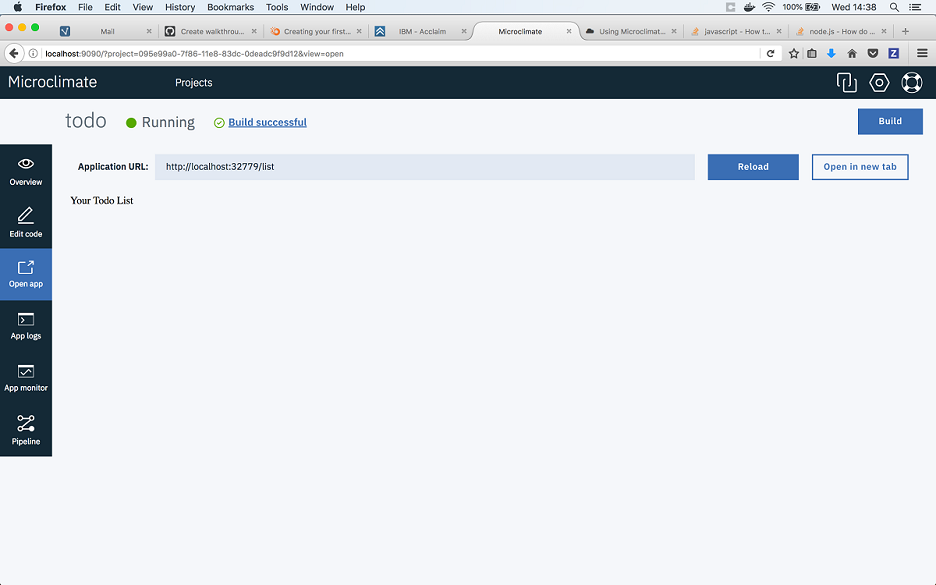 Firefox File Edit View History Bookmarks Tools Window Help 100% Wed 14:38
Mail Create walkthrou... Creating your first... IBM - Acclaim Microclimate Using Microclimat... javascript - How t... node.js - How do ...
localhost:9090/?project=095e99a0-7f86-11e8-83dc-0deadc9f9d12&view=open
Microclimate Projects
todo Running Build successful Build
Application URL: http://localhost:32779/list Reload Open in new tab
Your Todo List
Overview
Edit code
Open app
App logs
App monitor
Pipeline